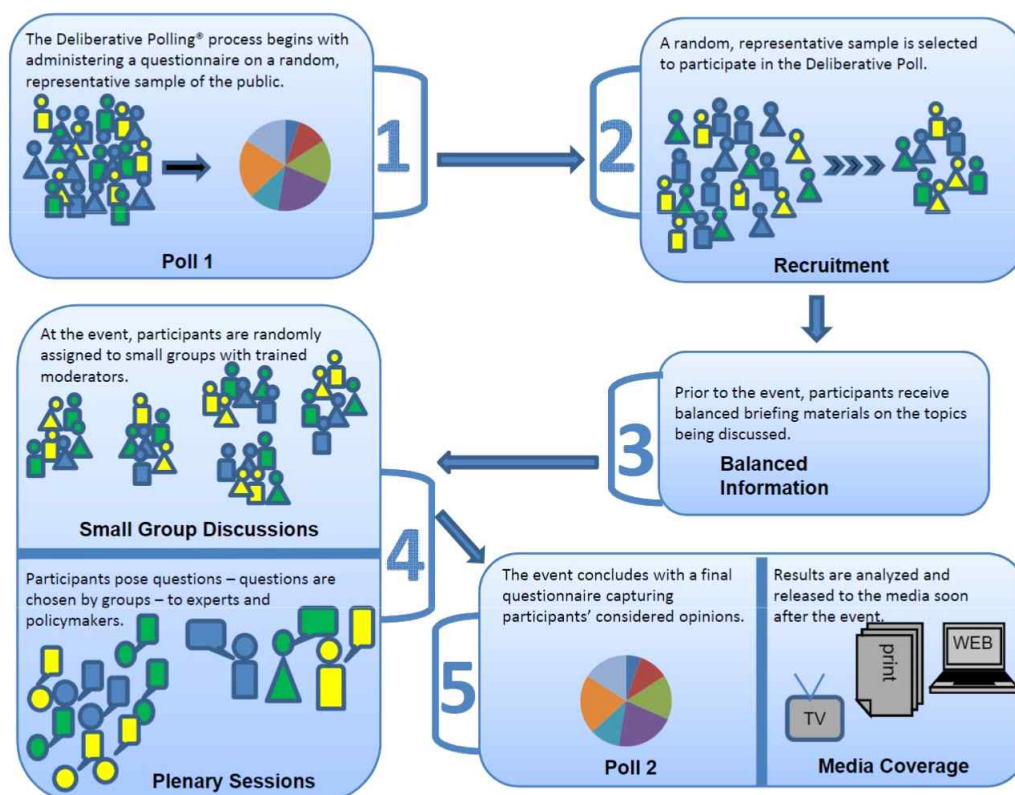 The Deliberative Polling® process begins with
administering a questionnaire on a random,
representative sample of the public.
Poll 1
1
2
A random, representative sample is selected
to participate in the Deliberative Poll.
Recruitment
3
Prior to the event, participants receive
balanced briefing materials on the topics
being discussed.
Balanced
Information
4
At the event, participants are randomly
assigned to small groups with trained
moderators.
Small Group Discussions
Participants pose questions – questions are
chosen by groups – to experts and
policymakers.
Plenary Sessions
5
The event concludes with a final
questionnaire capturing
participants’ considered opinions.
Poll 2
Results are analyzed and
released to the media soon
after the event.
TV
print
WEB
Media Coverage